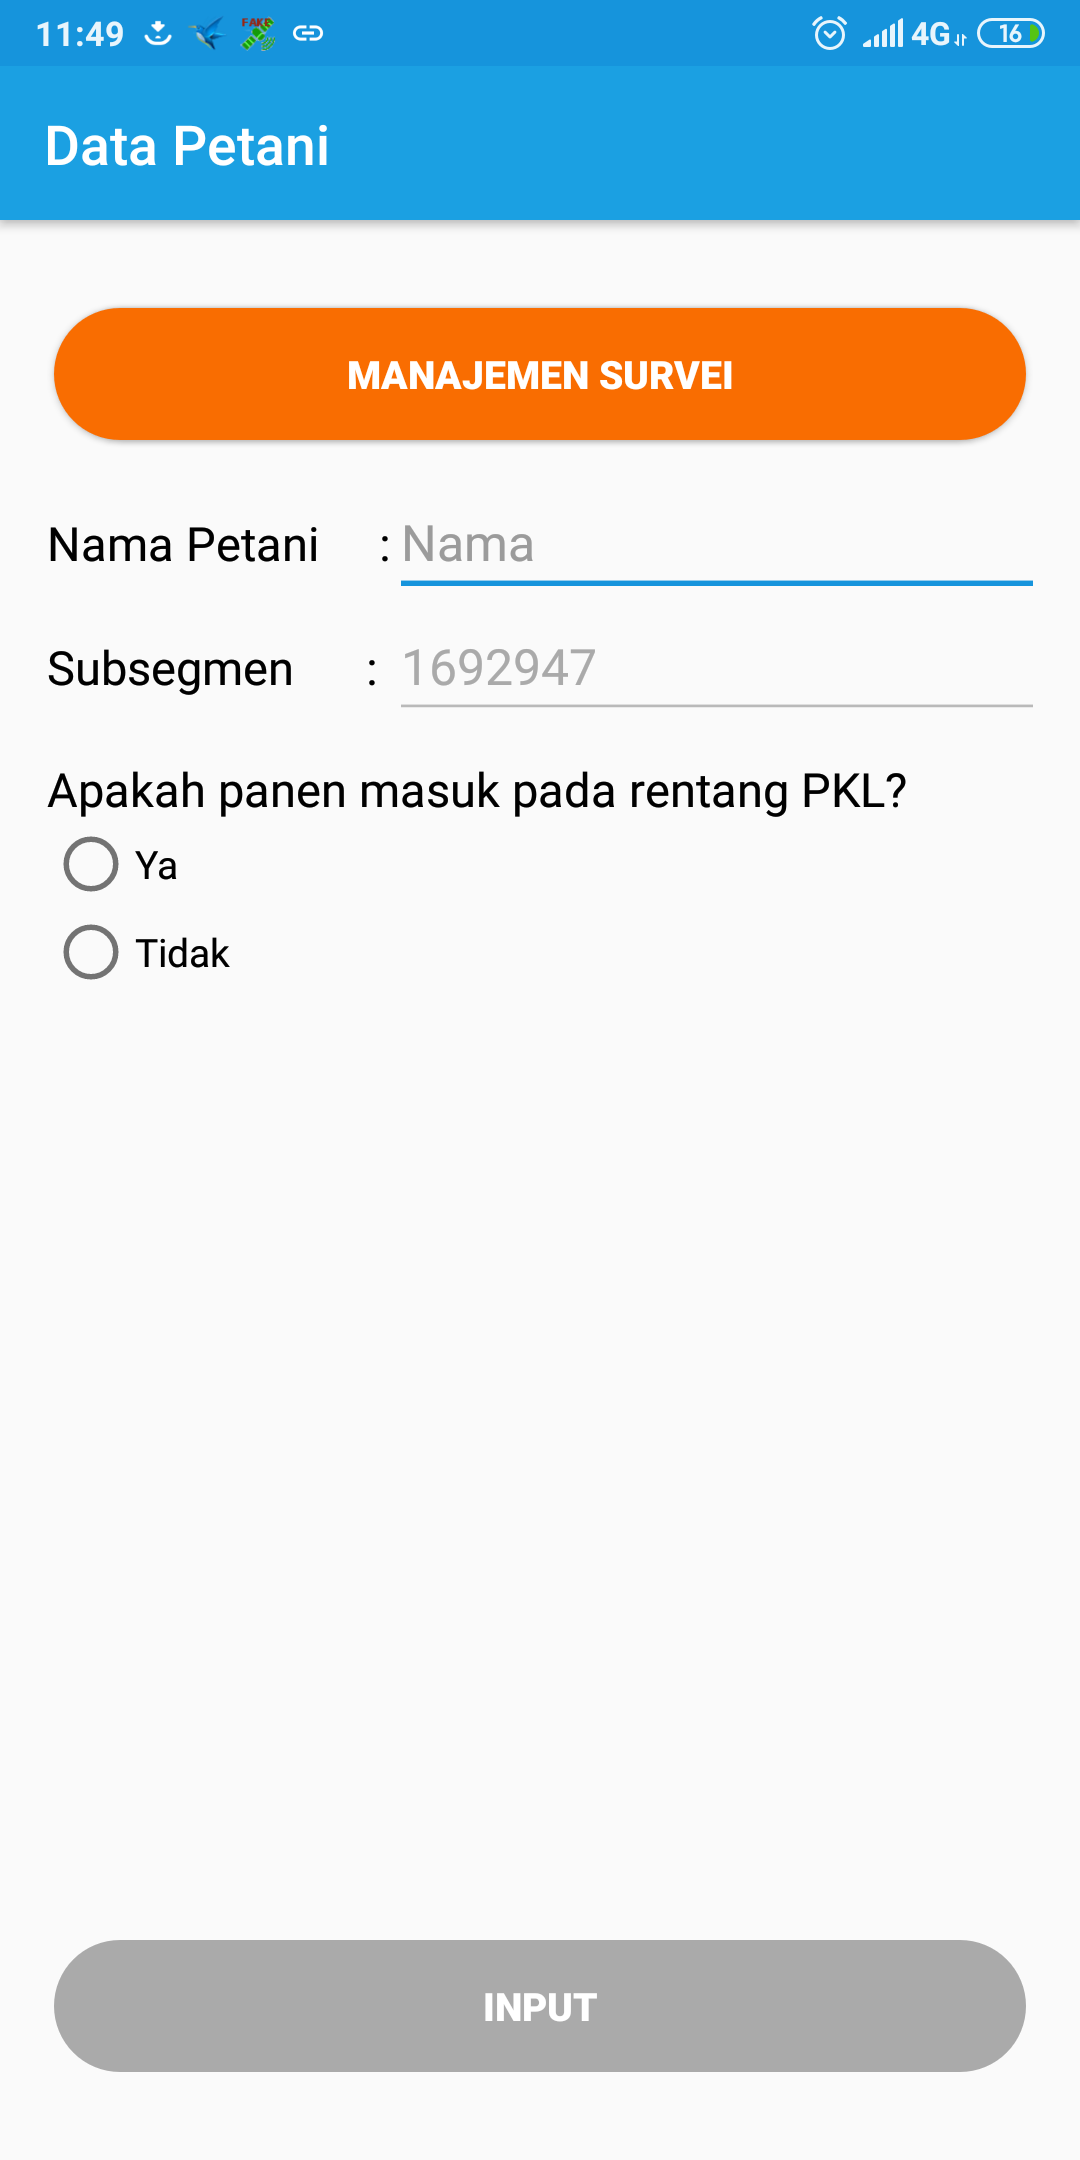 11:49 FAKE 4G 16
Data Petani
MANAJEMEN SURVEI
Nama Petani : Nama
Subsegmen : 1692947
Apakah panen masuk pada rentang PKL?
Ya
Tidak
INPUT